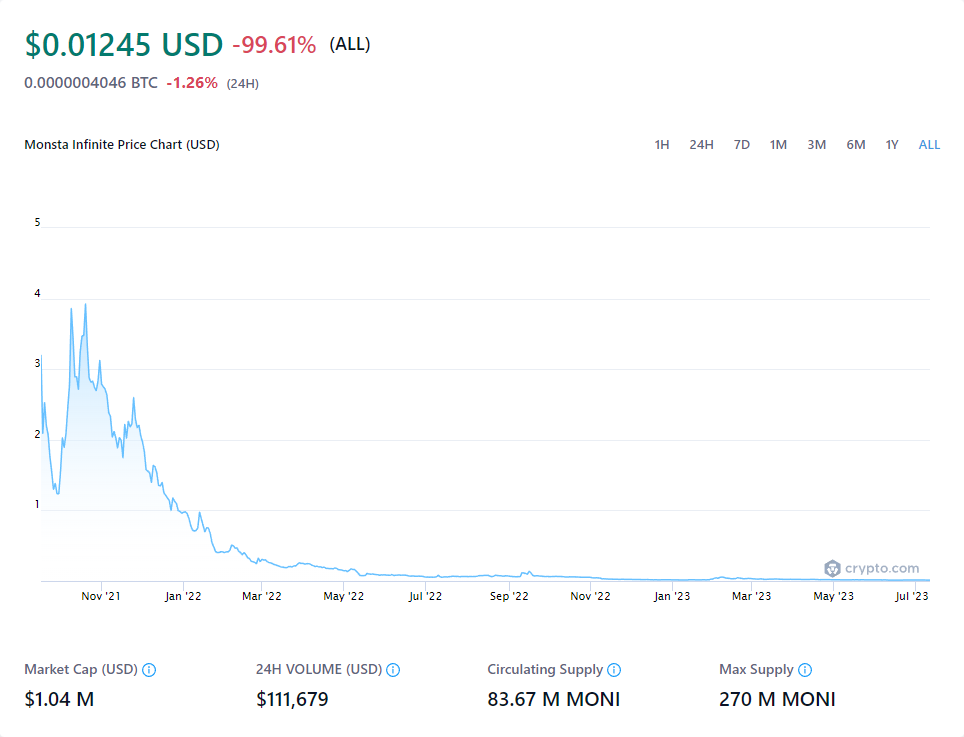 $0.01245 USD -99.61% (ALL)
0.0000004046 BTC -1.26% (24H)
Monsta Infinite Price Chart (USD) 1H 24H 7D 1M 3M 6M 1Y ALL
5
4
3
2
1
crypto.com
Nov '21 Jan '22 Mar '22 May '22 Jul '22 Sep '22 Nov '22 Jan '23 Mar '23 May '23 Jul '23
Market Cap (USD) 24H VOLUME (USD) Circulating Supply Max Supply
$1.04 M $111,679 83.67 M MONI 270 M MONI